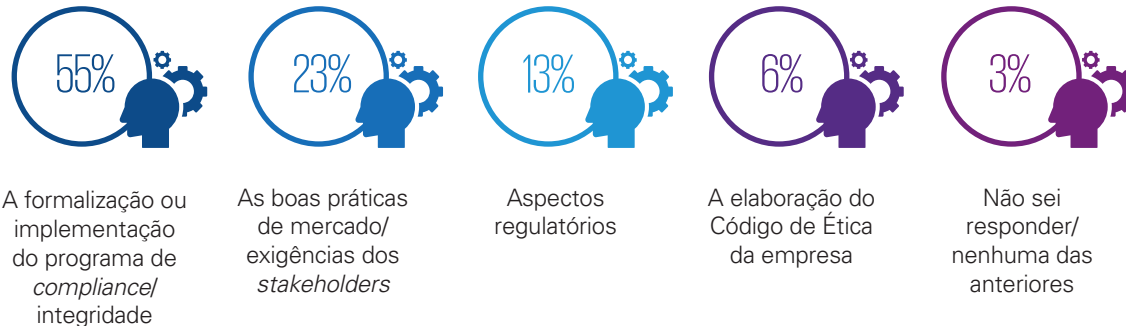 55%
23%
13%
6%
3%
A formalização ou
implementação
do programa de
compliance/
integridade
As boas práticas
de mercado/
exigências dos
stakeholders
Aspectos
regulatórios
A elaboração do
Código de Ética
da empresa
Não sei
responder/
nenhuma das
anteriores